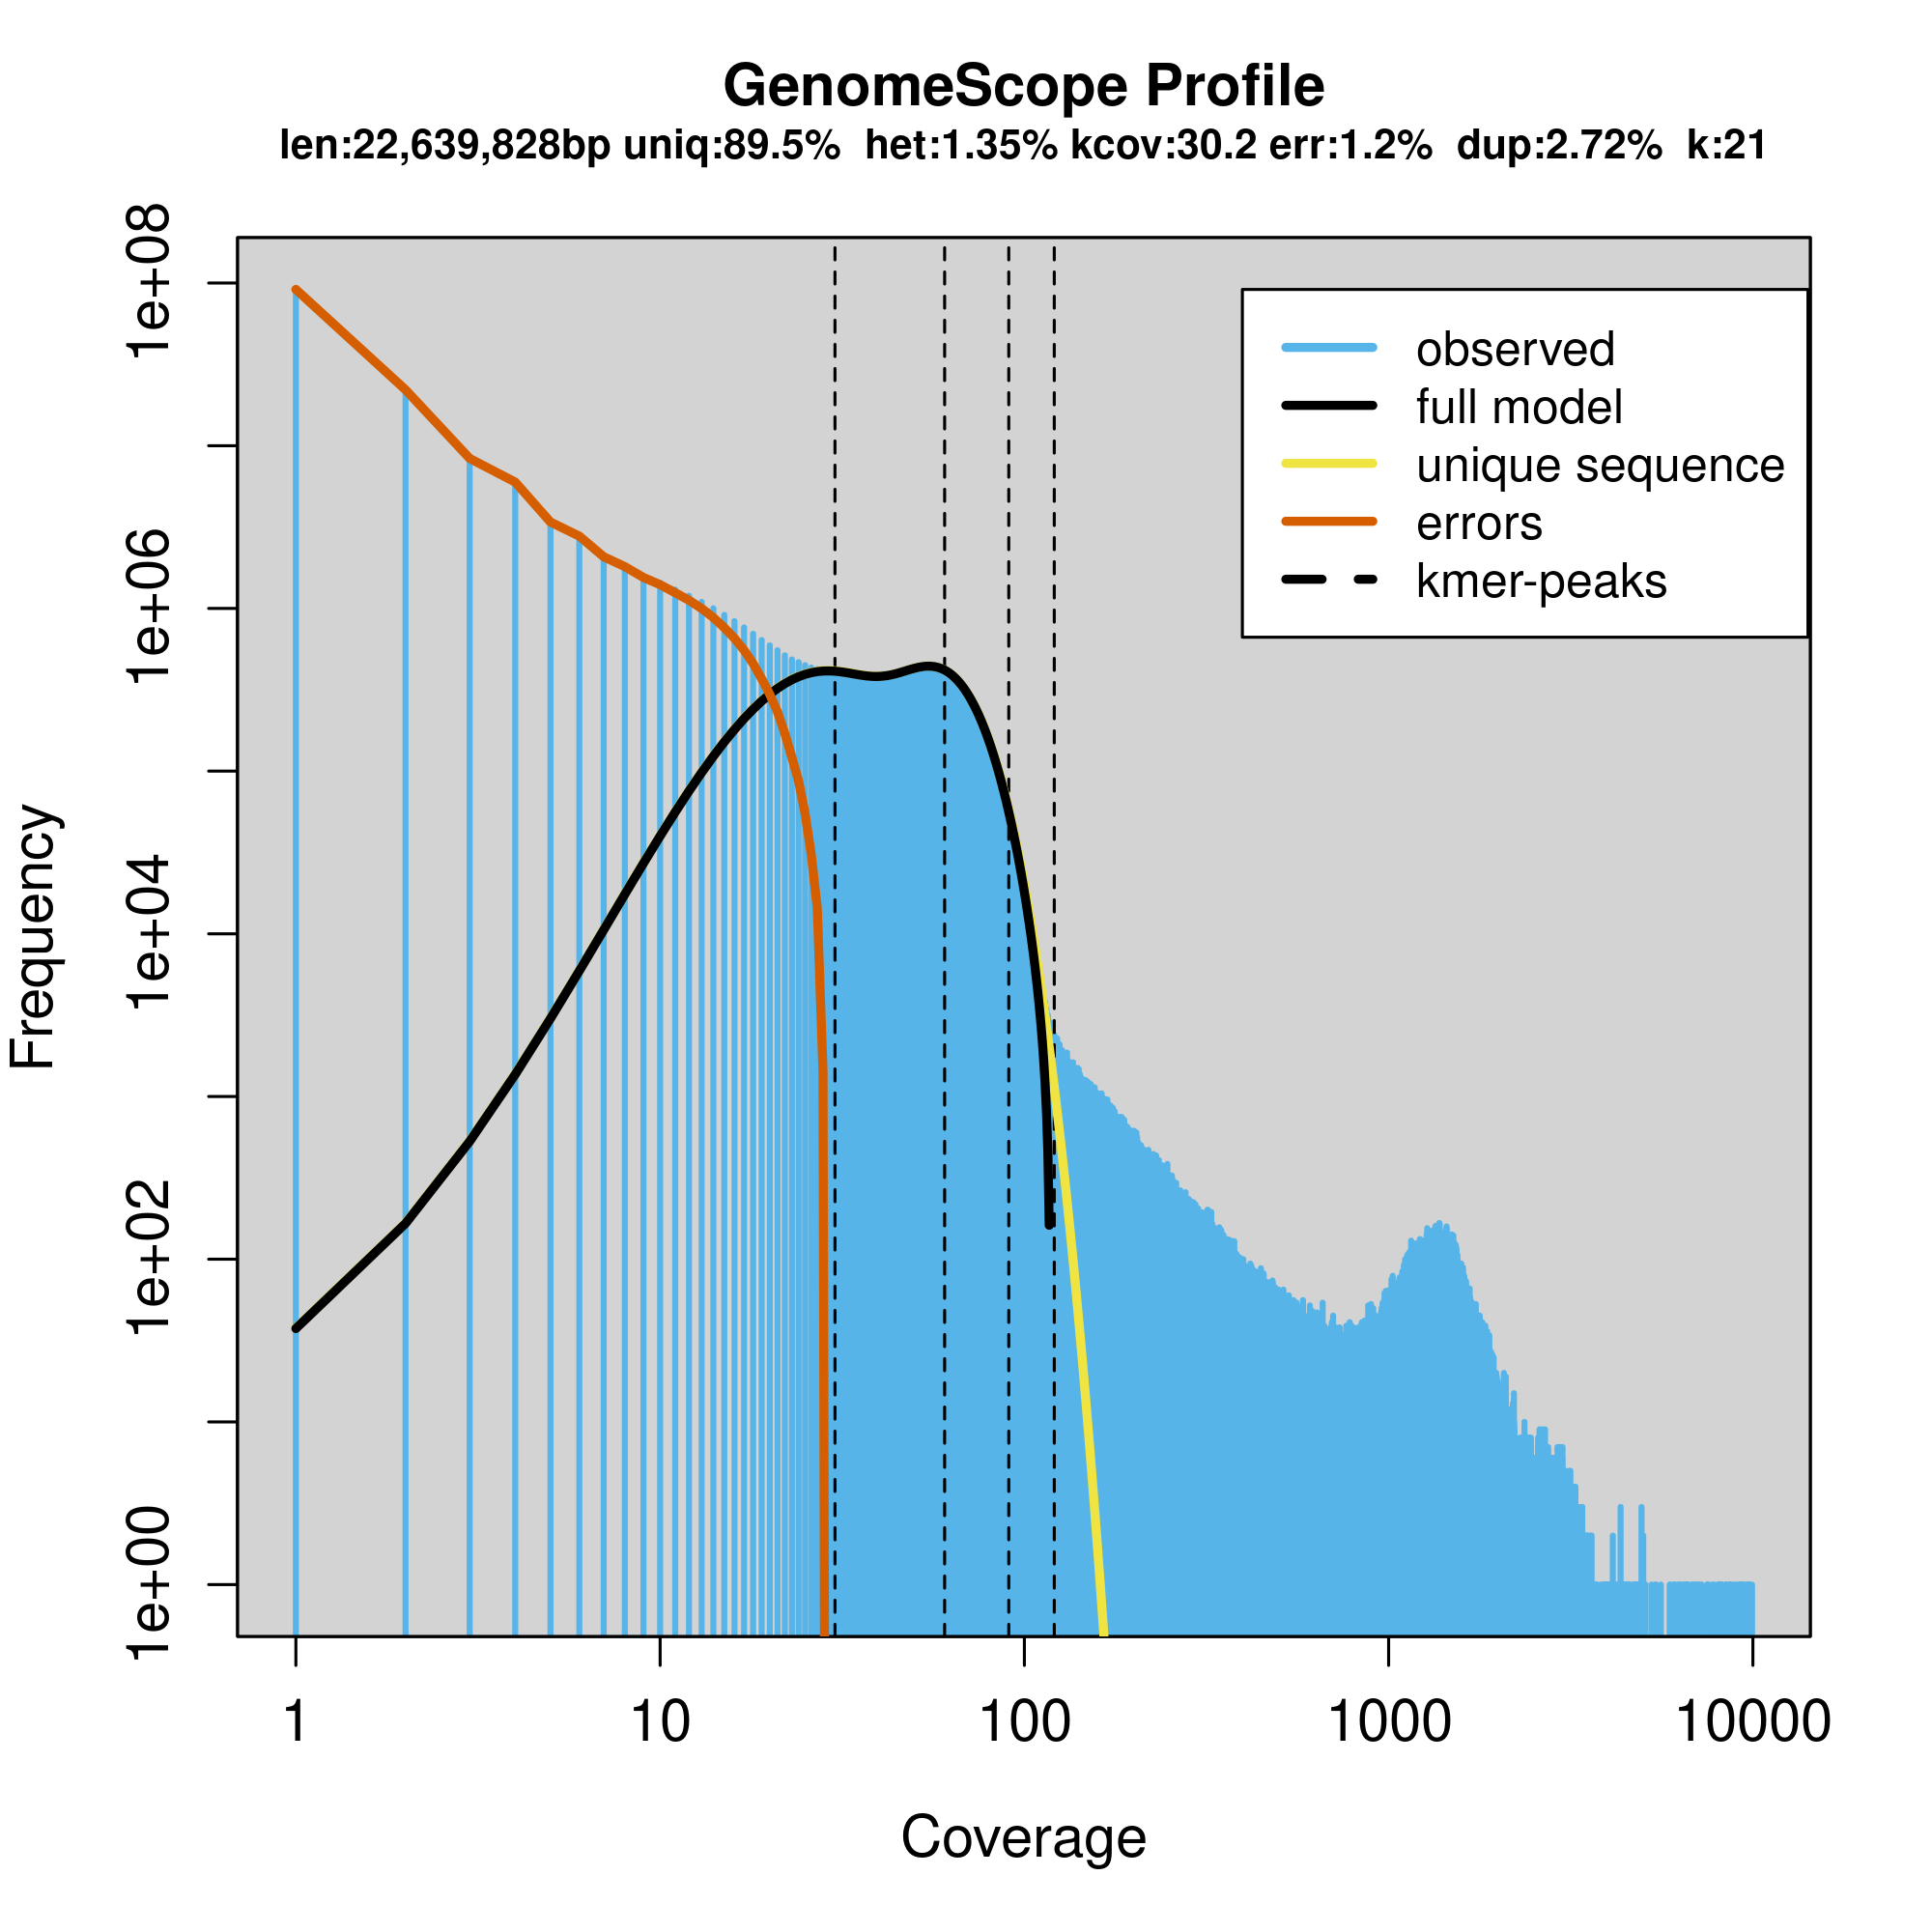 GenomeScope Profile
len:22,639,828bp uniq:89.5% het:1.35% kcov:30.2 err:1.2% dup:2.72% k:21
1e+08
1e+06
1e+04
1e+02
1e+00
Frequency
observed
full model
unique sequence
errors
kmer-peaks
1 10 100 1000 10000
Coverage